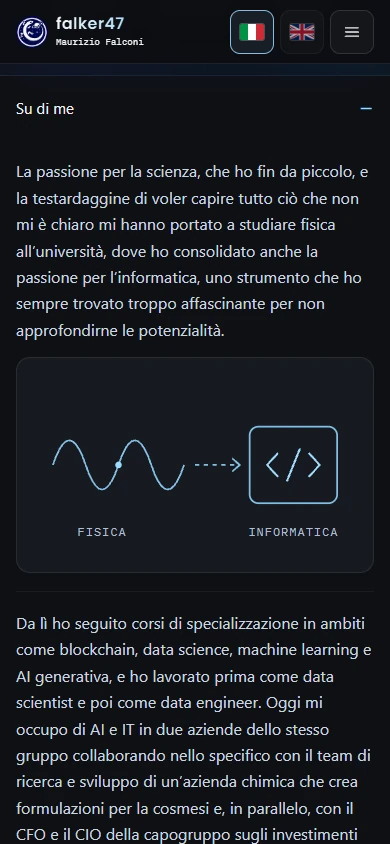 falker47
Maurizio Falconi
Su di me
La passione per la scienza, che ho fin da piccolo, e
la testardaggine di voler capire tutto ciò che non
mi è chiaro mi hanno portato a studiare fisica
all’università, dove ho consolidato anche la
passione per l’informatica, uno strumento che ho
sempre trovato troppo affascinante per non
approfondirne le potenzialità.
</>
FISICA
INFORMATICA
Da lì ho seguito corsi di specializzazione in ambiti
come blockchain, data science, machine learning e
AI generativa, e ho lavorato prima come data
scientist e poi come data engineer. Oggi mi
occupo di AI e IT in due aziende dello stesso
gruppo collaborando nello specifico con il team di
ricerca e sviluppo di un’azienda chimica che crea
formulazioni per la cosmesi e, in parallelo, con il
CFO e il CIO della capogruppo sugli investimenti